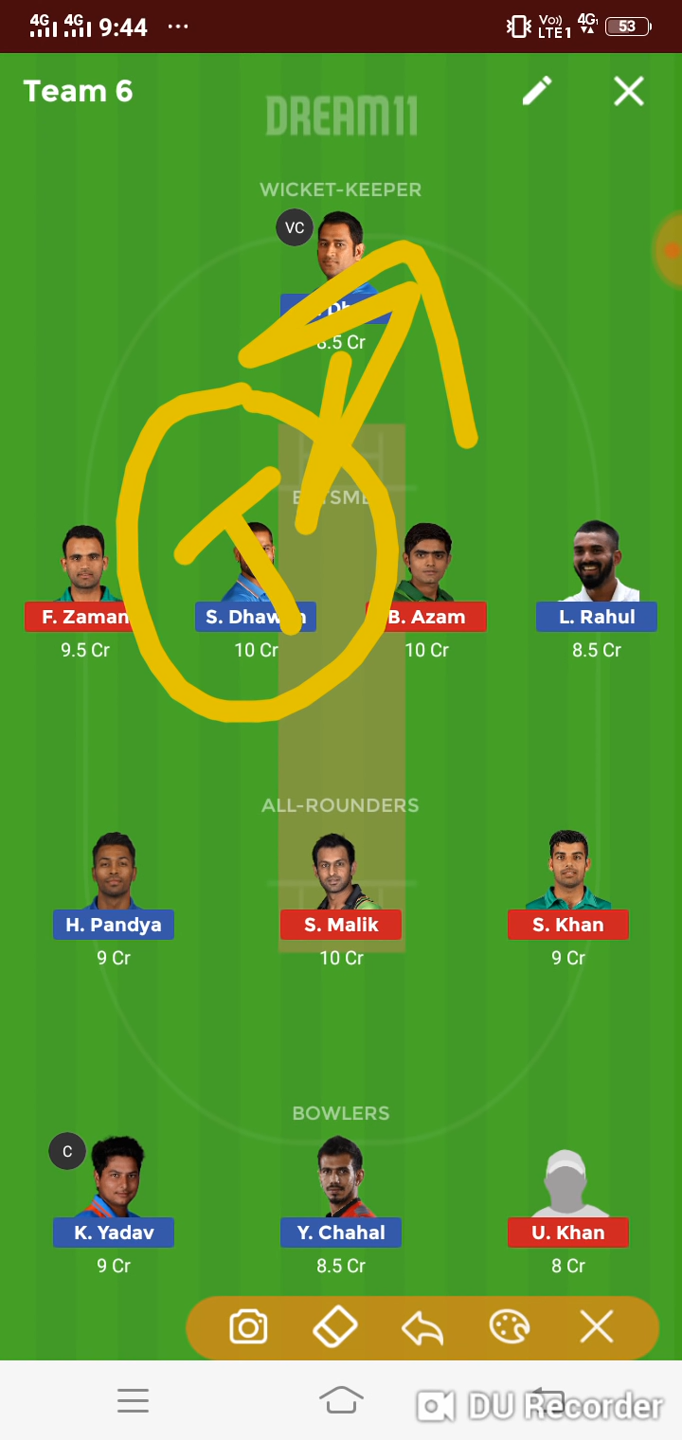 4G 4G 9:44 ... Vo)) LTE1 4G 53
Team 6
DREAM11
WICKET-KEEPER
VC
8.5 Cr
F. Zaman S. Dhawan B. Azam L. Rahul
9.5 Cr 10 Cr 10 Cr 8.5 Cr
ALL-ROUNDERS
H. Pandya S. Malik S. Khan
9 Cr 10 Cr 9 Cr
BOWLERS
C
K. Yadav Y. Chahal U. Khan
9 Cr 8.5 Cr 8 Cr
DU Recorder